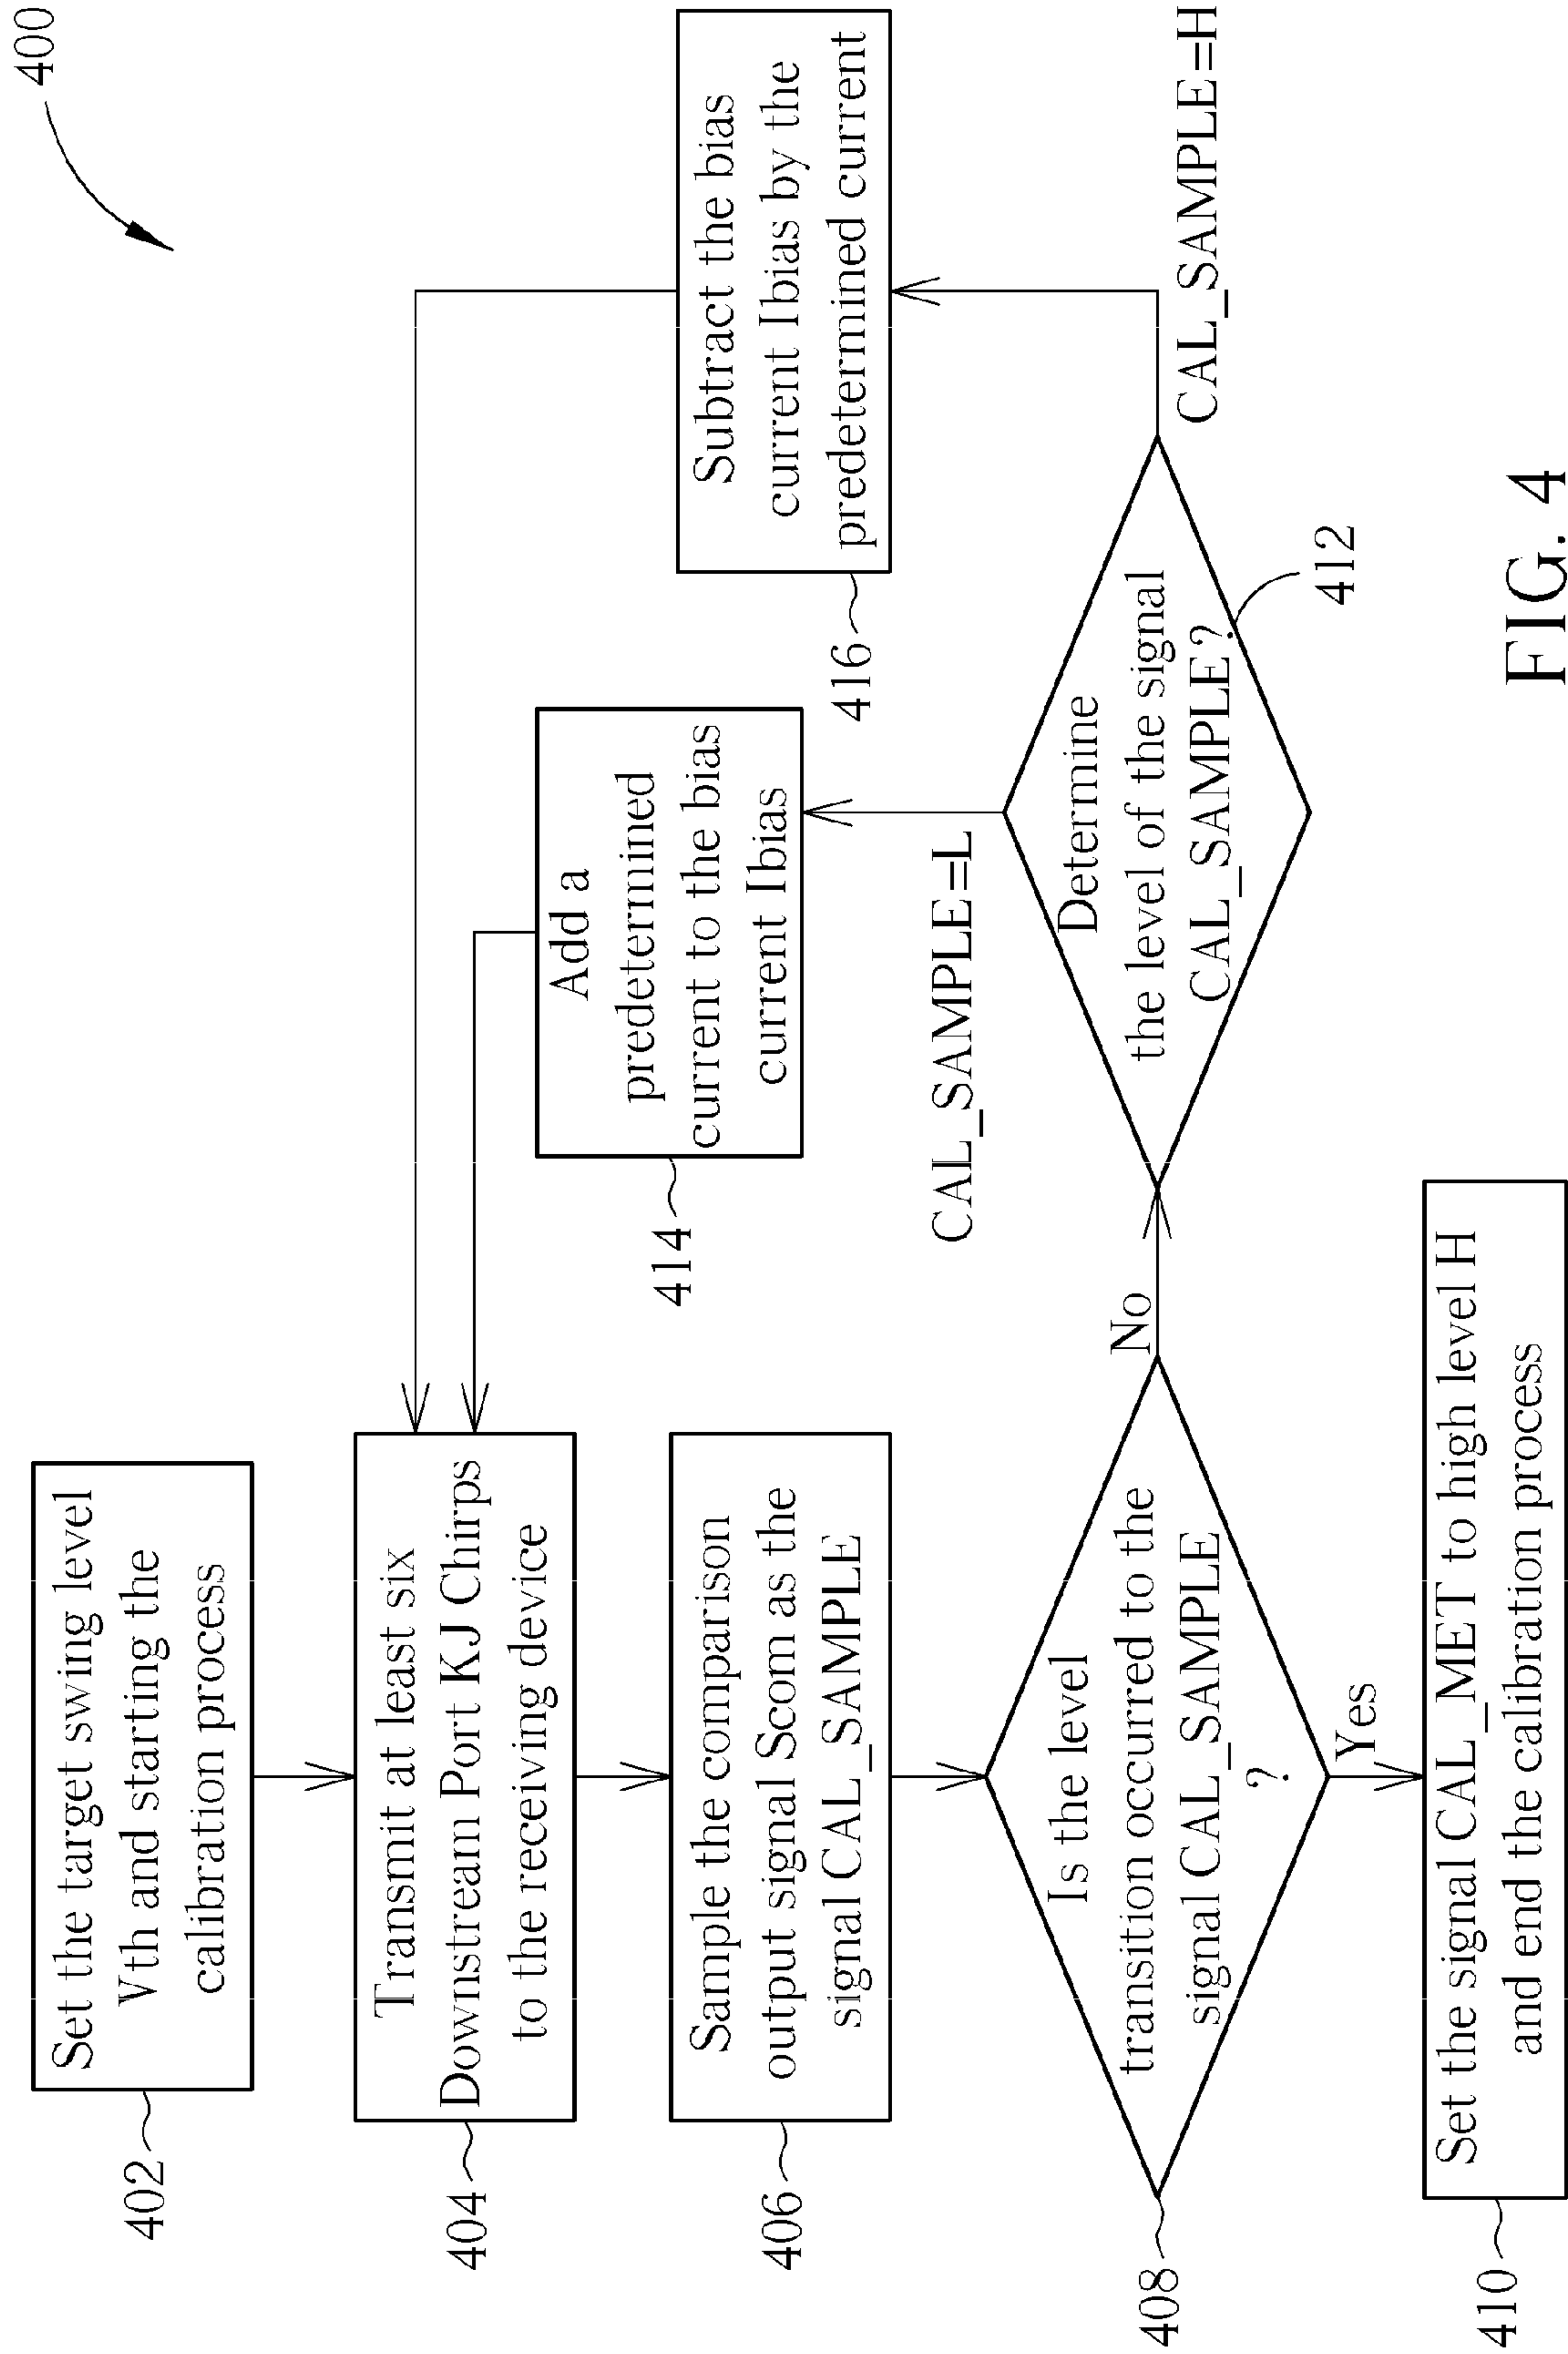 400
Set the target swing level
Vth and starting the
calibration process
402
Transmit at least six
Downstream Port KJ Chirps
to the receiving device
404
Sample the comparison
output signal Scom as the
signal CAL_SAMPLE
406
Is the level
transition occurred to the
signal CAL_SAMPLE
?
408
Yes
No
Set the signal CAL_MET to high level H
and end the calibration process
410
Determine
the level of the signal
CAL_SAMPLE?
412
CAL_SAMPLE=L
CAL_SAMPLE=H
Add a
predetermined
current to the bias
current Ibias
414
Subtract the bias
current Ibias by the
predetermined current
416
FIG. 4